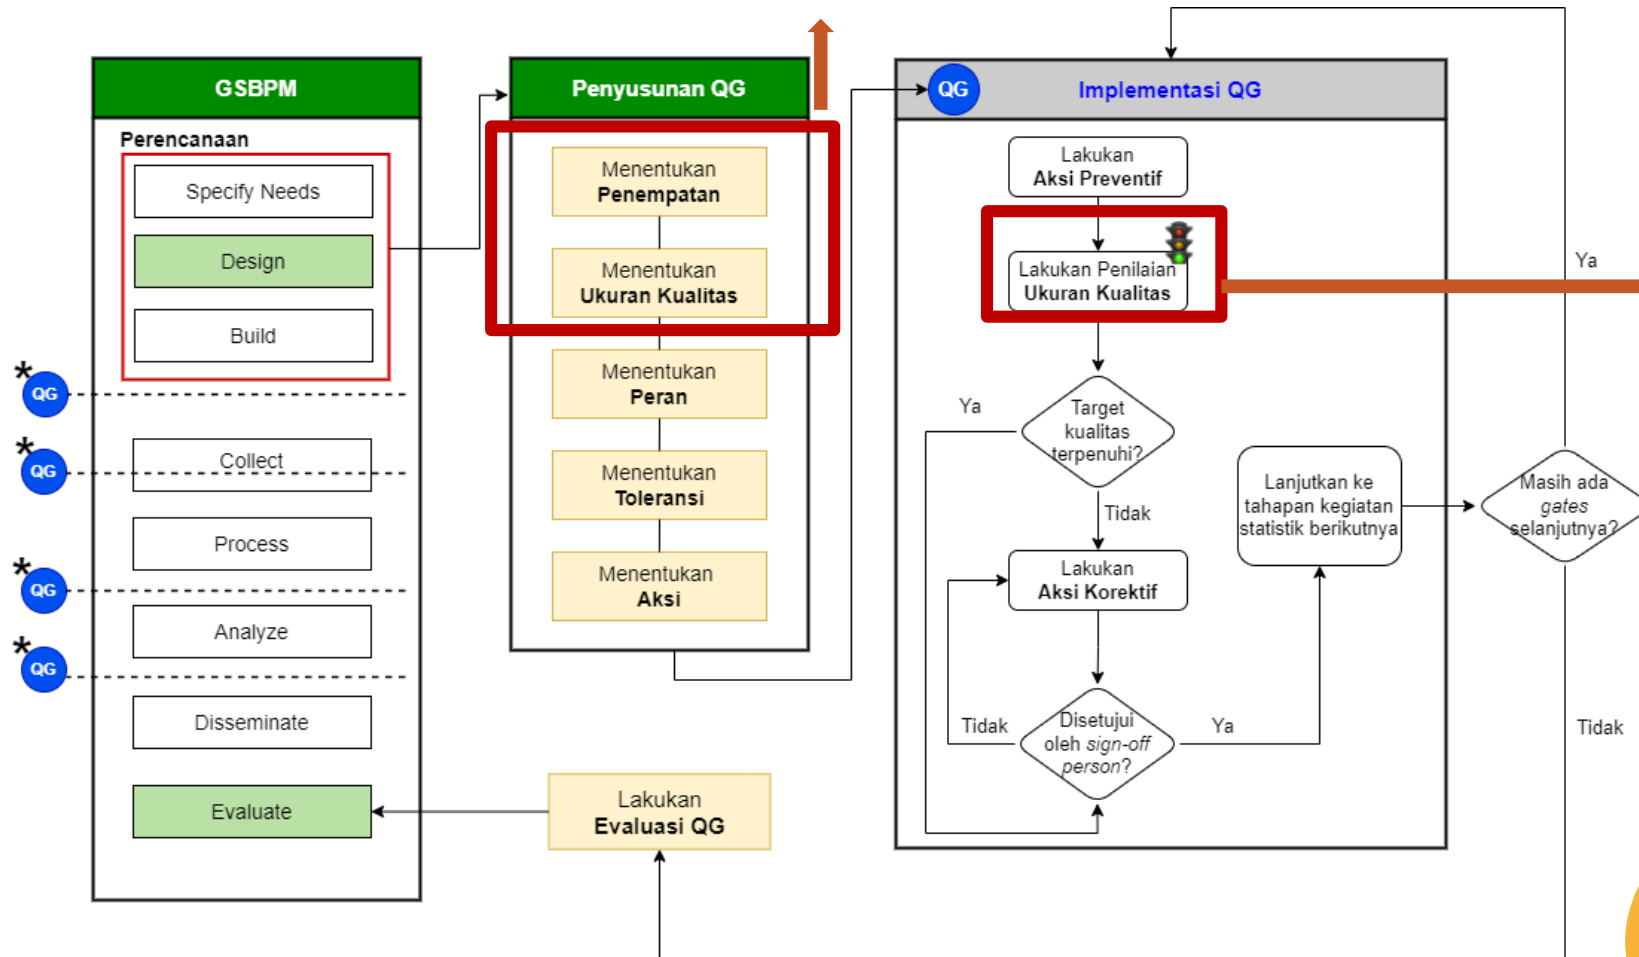 GSBPM
Perencanaan
Specify Needs
Design
Build
*
QG
*
QG
Collect
Process
*
QG
Analyze
*
QG
Disseminate
Evaluate
Penyusunan QG
Menentukan
Penempatan
Menentukan
Ukuran Kualitas
Menentukan
Peran
Menentukan
Toleransi
Menentukan
Aksi
Lakukan
Evaluasi QG
QG
Implementasi QG
Lakukan
Aksi Preventif
Lakukan Penilaian
Ukuran Kualitas
Ya
Target
kualitas
terpenuhi?
Tidak
Lakukan
Aksi Korektif
Tidak
Disetujui
oleh sign-off
person?
Ya
Lanjutkan ke
tahapan kegiatan
statistik berikutnya
Ya
Masih ada
gates
selanjutnya?
Tidak